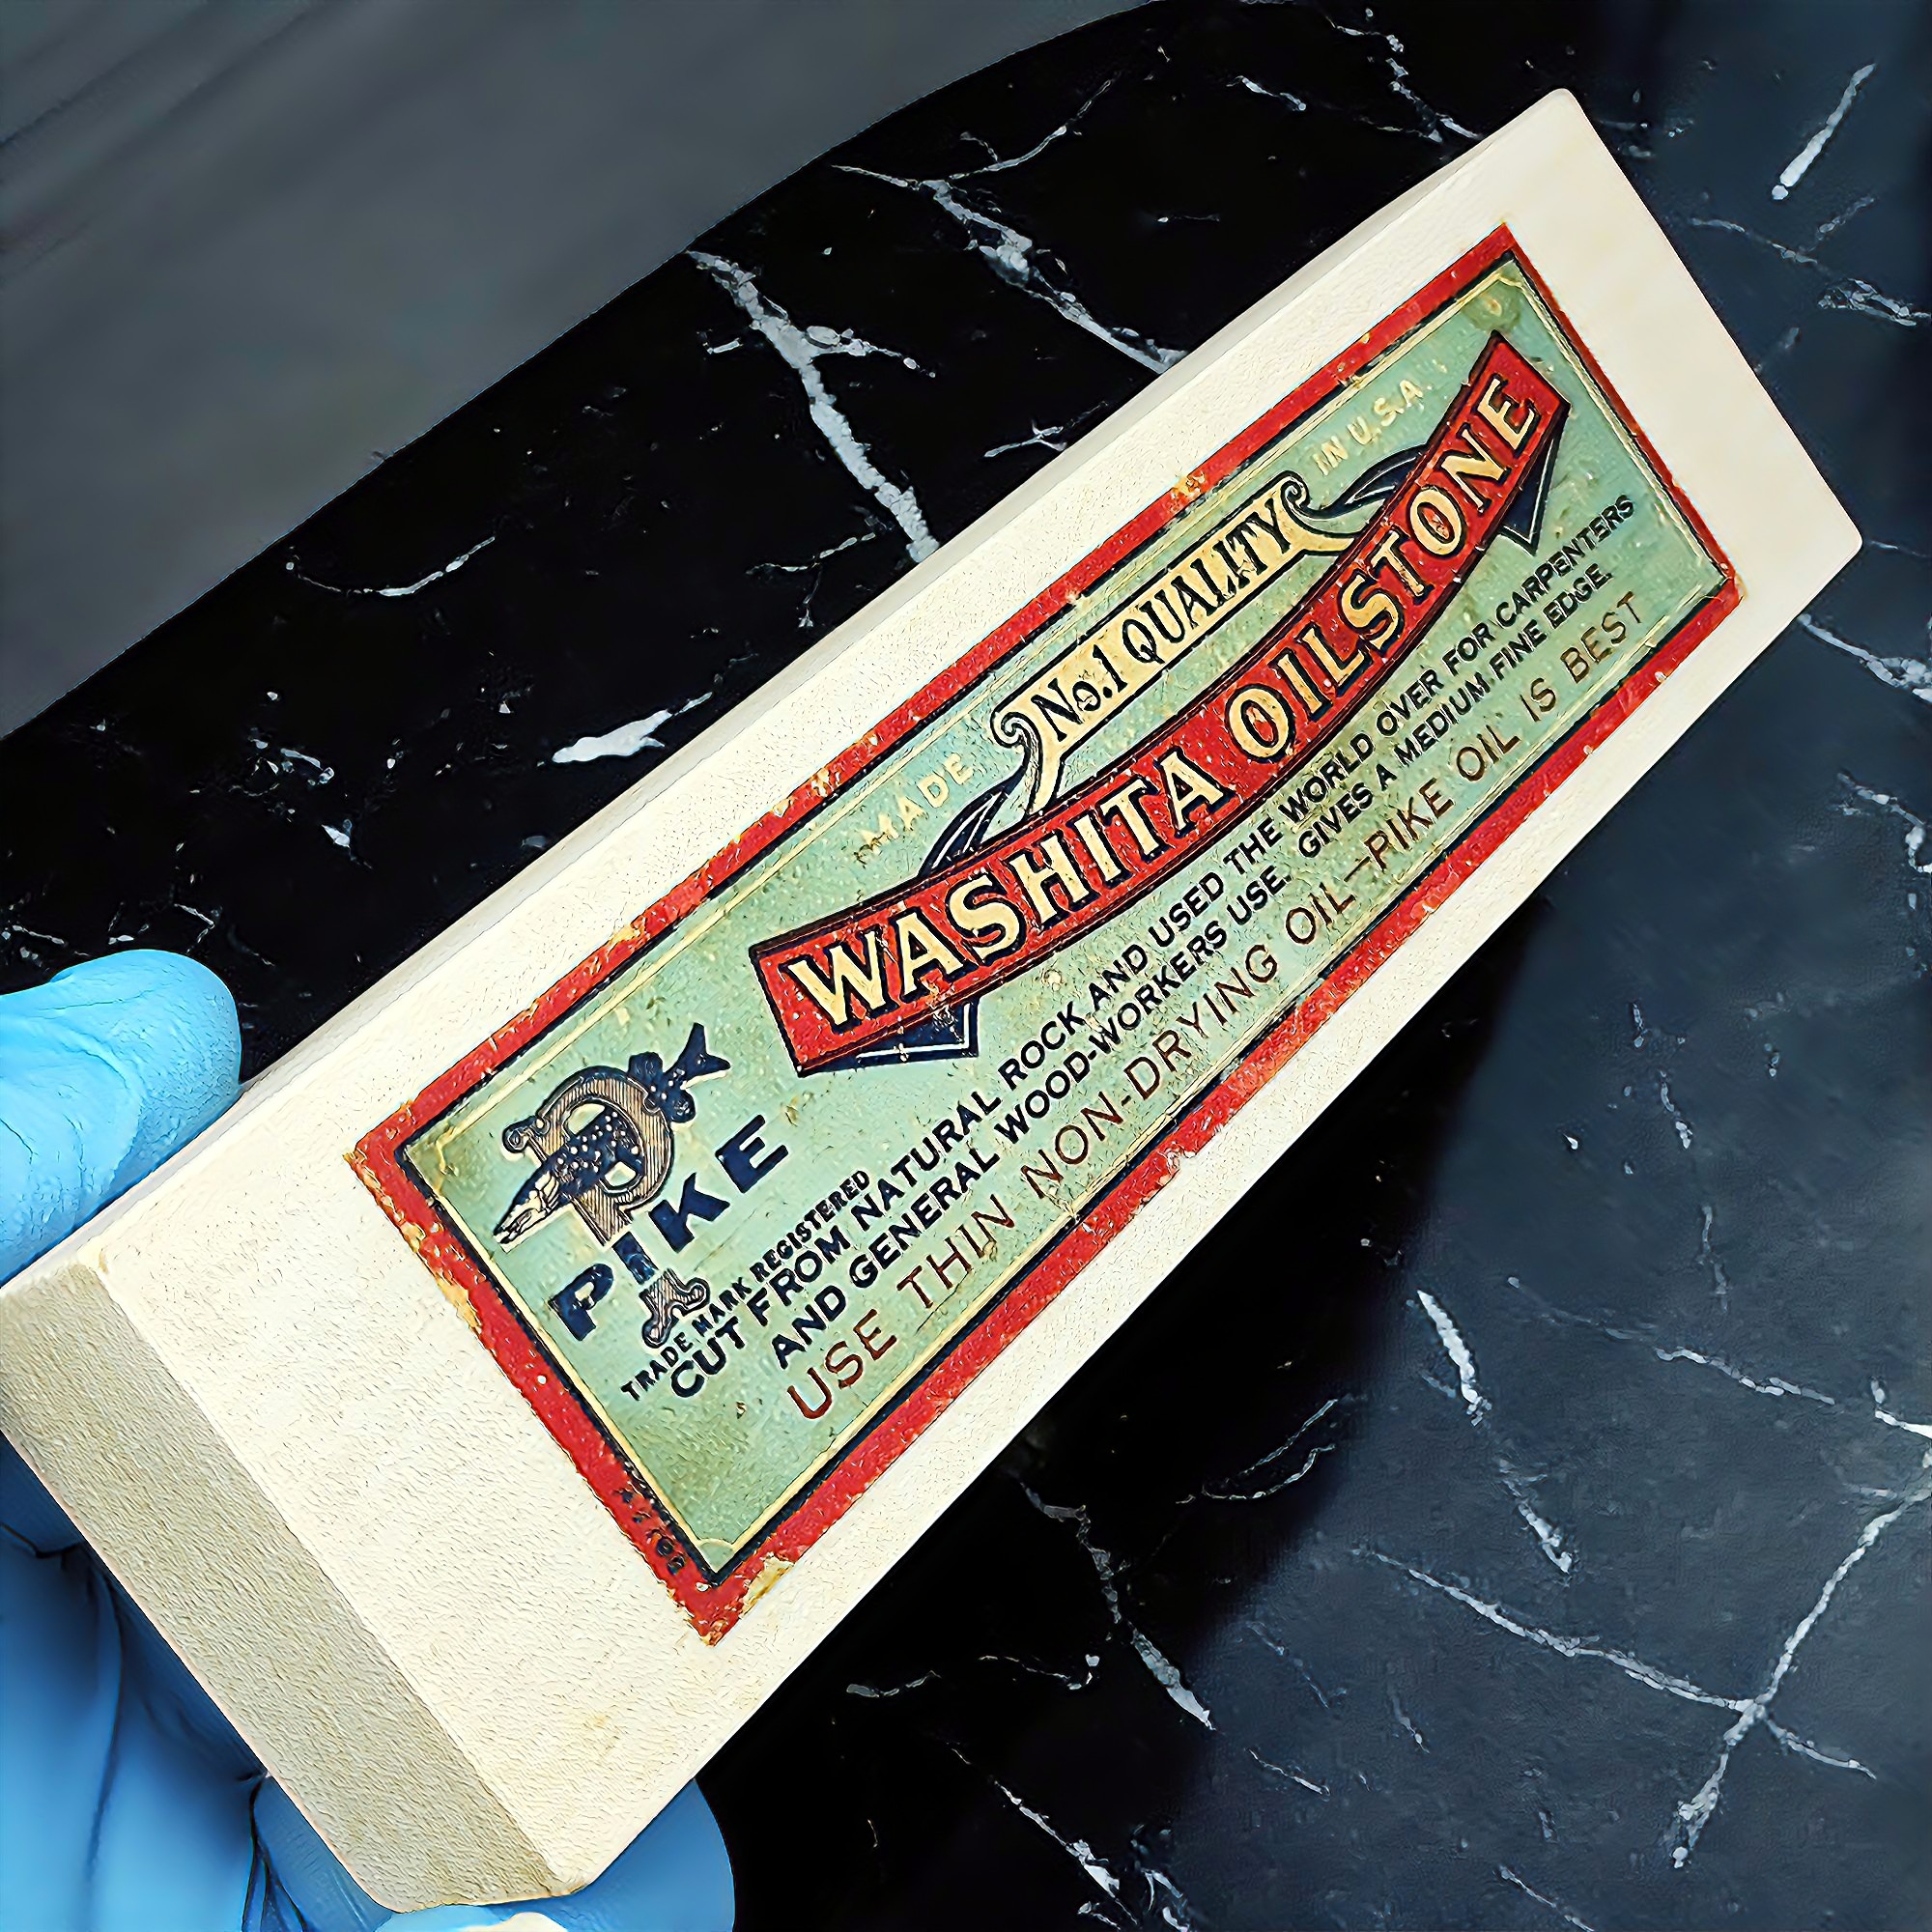 MADE IN U.S.A.
No.1 QUALITY
WASHITA OILSTONE
P
PIKE
TRADE MARK REGISTERED
CUT FROM NATURAL ROCK AND USED THE WORLD OVER FOR CARPENTERS
AND GENERAL WOOD-WORKERS USE. GIVES A MEDIUM FINE EDGE.
USE THIN NON-DRYING OIL—PIKE OIL IS BEST